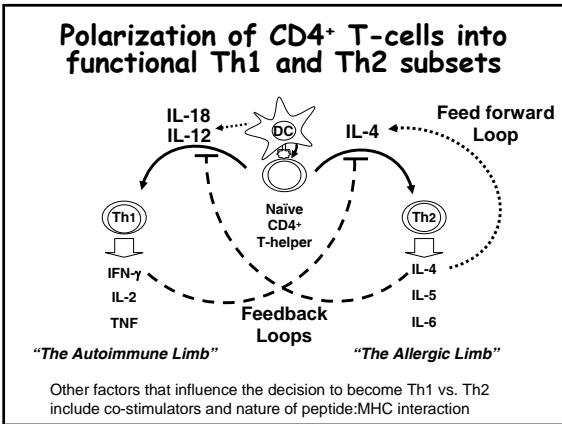 Polarization of CD4+ T-cells into
functional Th1 and Th2 subsets
IL-18
IL-12
DC
IL-4
Feed forward
Loop
Naïve
CD4+
T-helper
Th1
Th2
IFN-γ
IL-2
TNF
IL-4
IL-5
IL-6
Feedback
Loops
“The Autoimmune Limb”
“The Allergic Limb”
Other factors that influence the decision to become Th1 vs. Th2
include co-stimulators and nature of peptide:MHC interaction